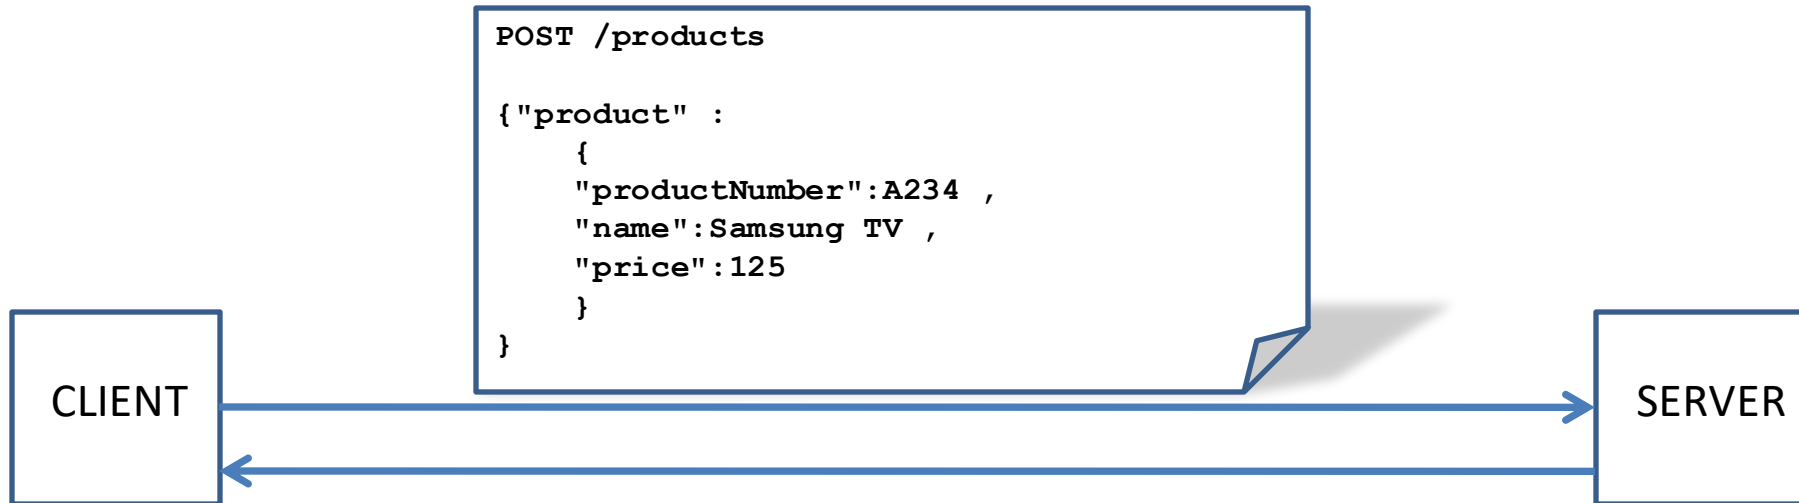 POST /products
{"product" :
{
"productNumber":A234 ,
"name":Samsung TV ,
"price":125
}
}
CLIENT
SERVER